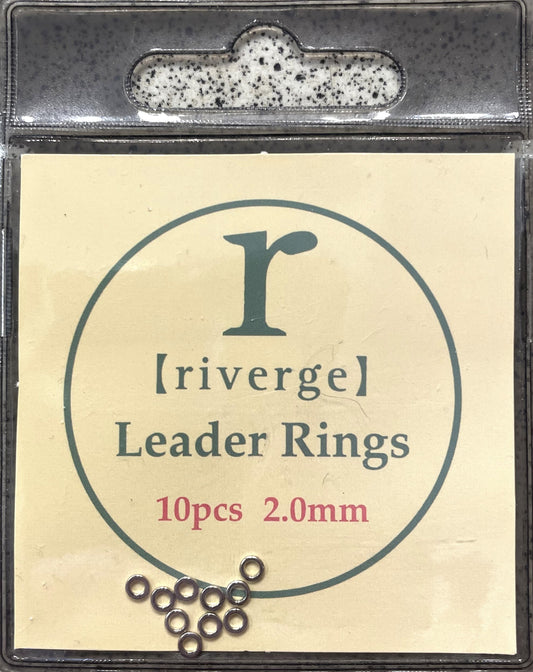 r
【riverge】
Leader Rings
10pcs 2.0mm